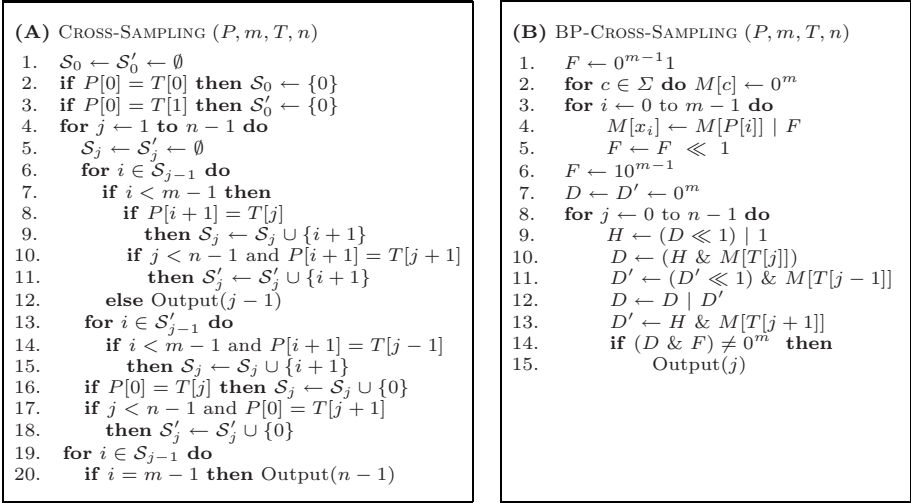 (A) CROSS-SAMPLING (P, m, T, n)
1. S₀ ← S′₀ ← ∅
2. if P[0] = T[0] then S₀ ← {0}
3. if P[0] = T[1] then S′₀ ← {0}
4. for j ← 1 to n − 1 do
5. Sⱼ ← S′ⱼ ← ∅
6. for i ∈ Sⱼ₋₁ do
7. if i < m − 1 then
8. if P[i + 1] = T[j]
9. then Sⱼ ← Sⱼ ∪ {i + 1}
10. if j < n − 1 and P[i + 1] = T[j + 1]
11. then S′ⱼ ← S′ⱼ ∪ {i + 1}
12. else Output(j − 1)
13. for i ∈ S′ⱼ₋₁ do
14. if i < m − 1 and P[i + 1] = T[j − 1]
15. then Sⱼ ← Sⱼ ∪ {i + 1}
16. if P[0] = T[j] then Sⱼ ← Sⱼ ∪ {0}
17. if j < n − 1 and P[0] = T[j + 1]
18. then S′ⱼ ← S′ⱼ ∪ {0}
19. for i ∈ Sⱼ₋₁ do
20. if i = m − 1 then Output(n − 1)
(B) BP-CROSS-SAMPLING (P, m, T, n)
1. F ← 0ᵐ⁻¹1
2. for c ∈ Σ do M[c] ← 0ᵐ
3. for i ← 0 to m − 1 do
4. M[xᵢ] ← M[P[i]] | F
5. F ← F ≪ 1
6. F ← 10ᵐ⁻¹
7. D ← D′ ← 0ᵐ
8. for j ← 0 to n − 1 do
9. H ← (D ≪ 1) | 1
10. D ← (H & M[T[j]])
11. D′ ← (D′ ≪ 1) & M[T[j − 1]]
12. D ← D | D′
13. D′ ← H & M[T[j + 1]]
14. if (D & F) ≠ 0ᵐ then
15. Output(j)